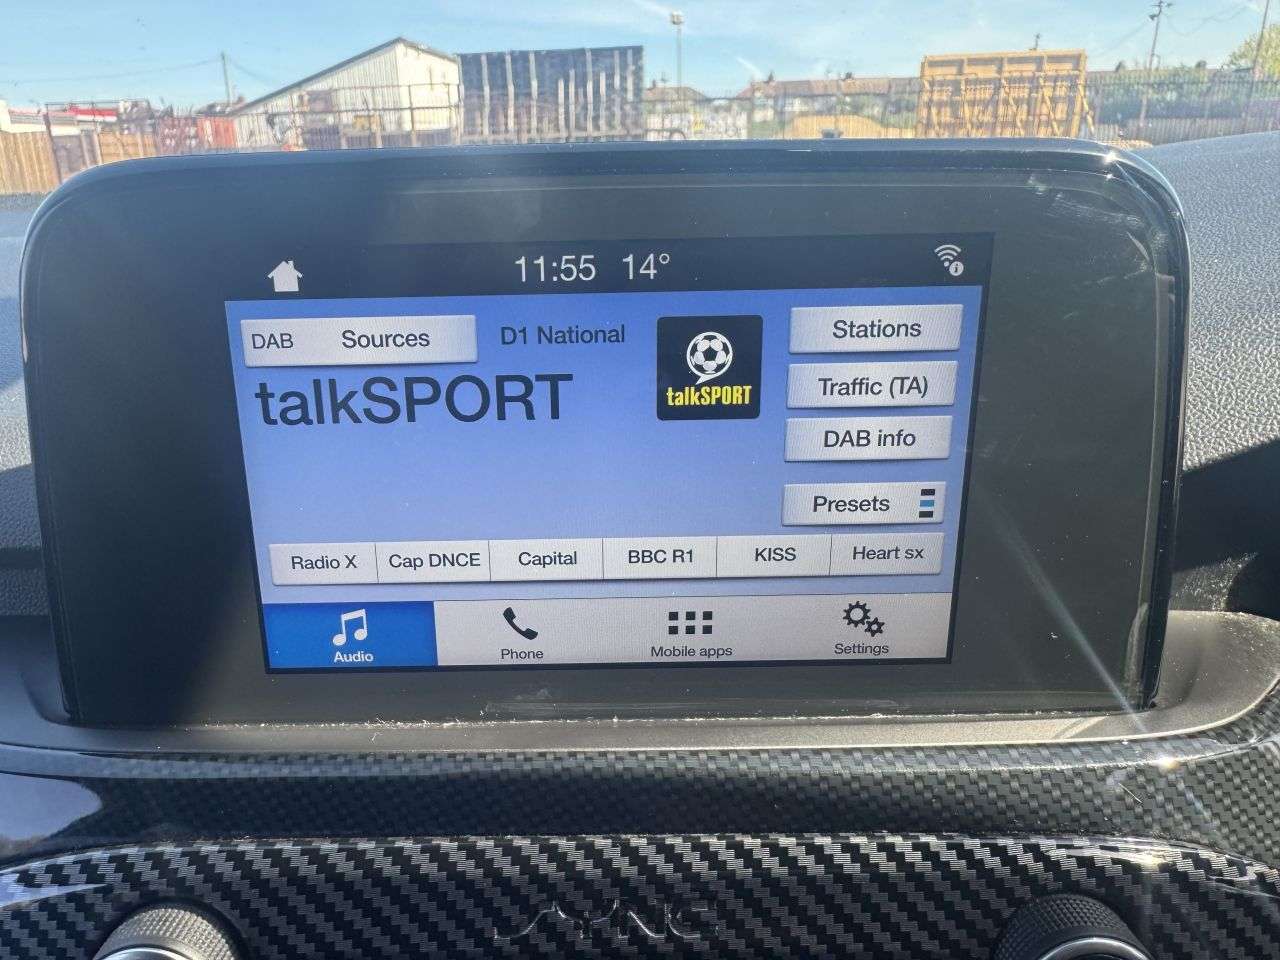 11:55 14°
DAB Sources
D1 National
talkSPORT
talkSPORT
Stations
Traffic (TA)
DAB info
Presets
Radio X
Cap DNCE
Capital
BBC R1
KISS
Heart sx
Audio
Phone
Mobile apps
Settings
SYNC